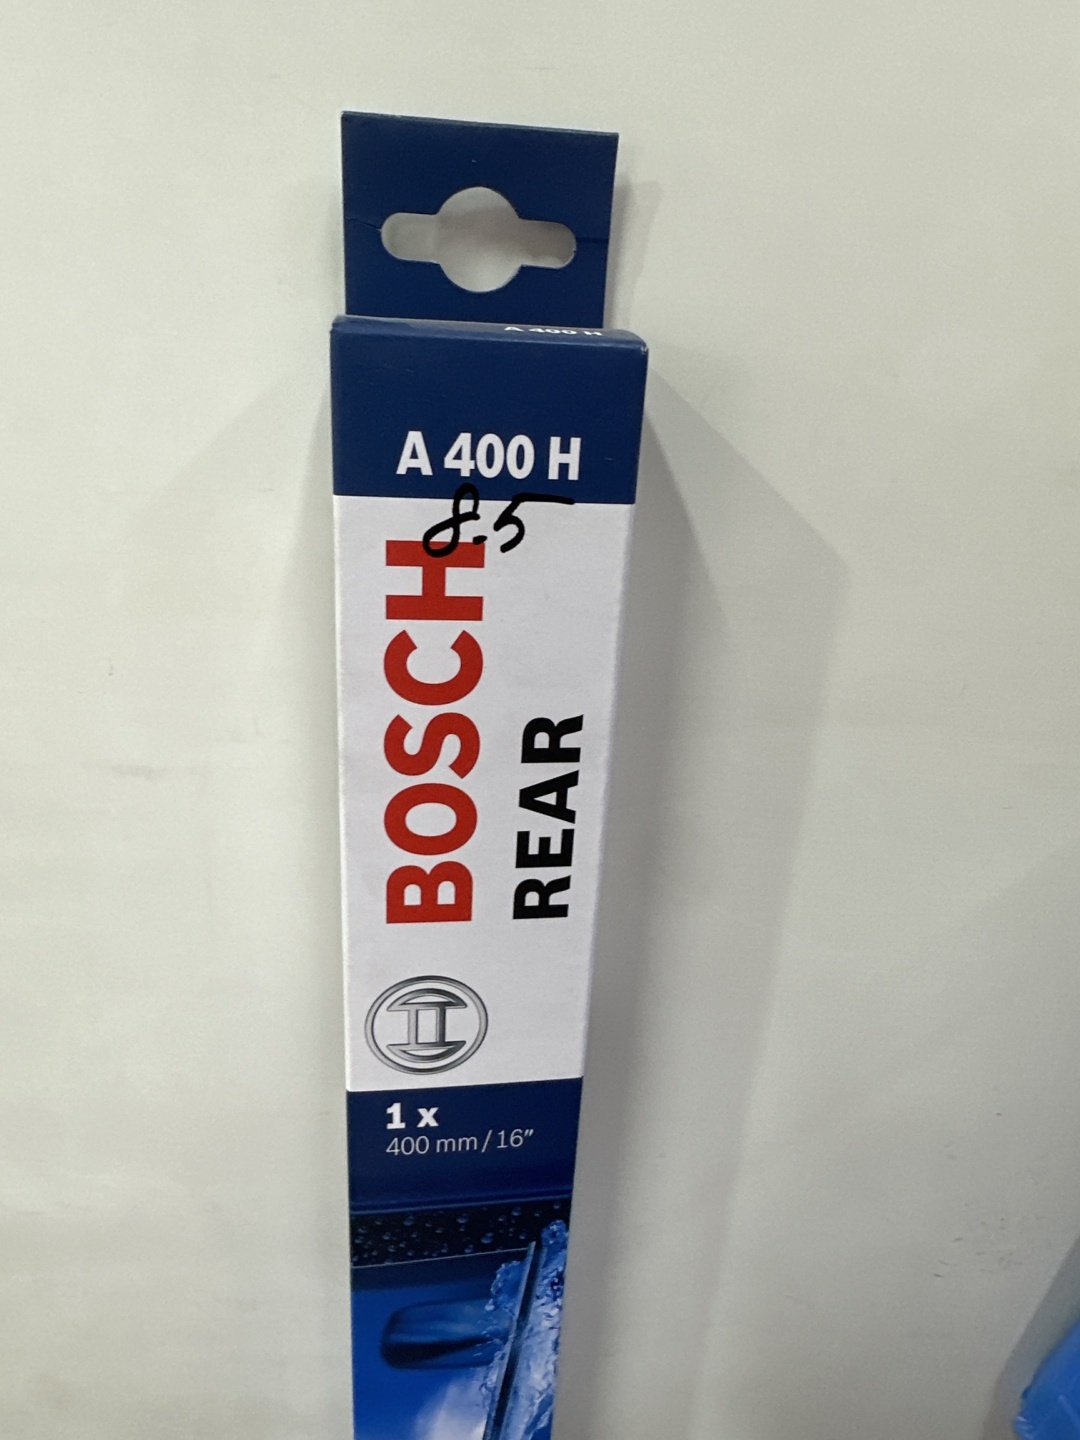 A 400 H
A 400 H
8.5
BOSCH
REAR
1 x
400 mm / 16"